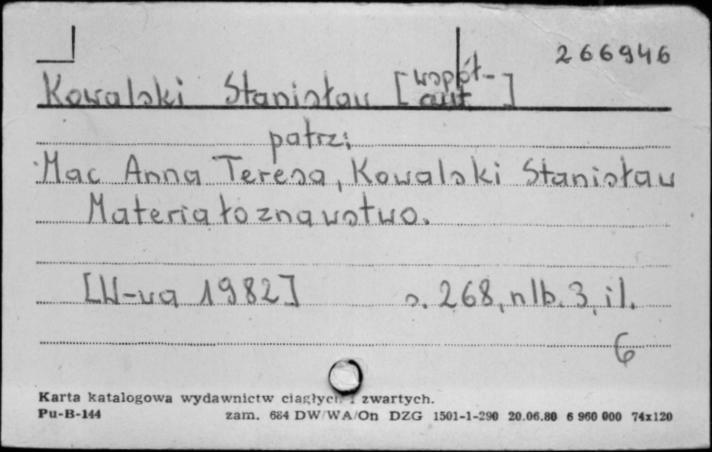 266946
Kowalski Stanisław [współ-
aut]
patrz:
Mac Anna Teresa, Kowalski Stanisław
Materiałoznawstwo.
[W-wa 1982] s. 268, nlb. 3, il.
6
Karta katalogowa wydawnictw ciągłych i zwartych.
Pu-B-144 zam. 684 DW/WA/On DZG 1501-1-290 20.06.80 6 960 000 74x120